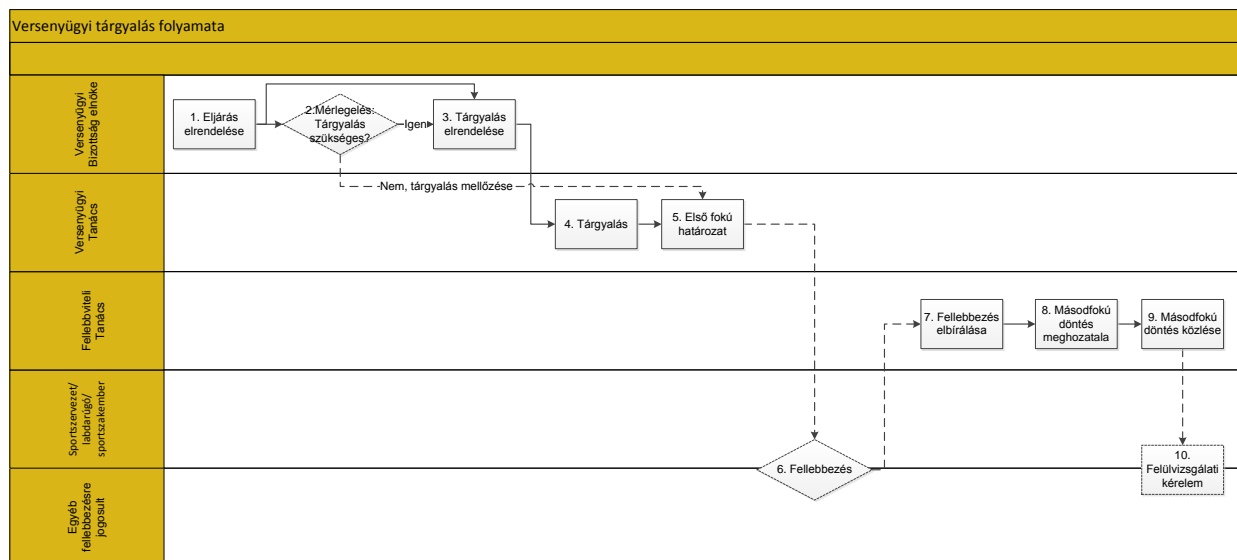 Versenyügyi tárgyalás folyamata
Versenyügyi
Bizottság elnöke
1. Eljárás
elrendelése
2.Mérlegelés:
Tárgyalás
szükséges?
Igen
3. Tárgyalás
elrendelése
Versenyügyi
Tanács
Nem, tárgyalás mellőzése
4. Tárgyalás
5. Első fokú
határozat
Fellebbviteli
Tanács
7. Fellebbezés
elbírálása
8. Másodfokú
döntés
meghozatala
9. Másodfokú
döntés közlése
Sportszervezet/
labdarúgó/
sportszakember
6. Fellebbezés
10.
Felülvizsgálati
kérelem
Egyéb
fellebbezésre
jogosult